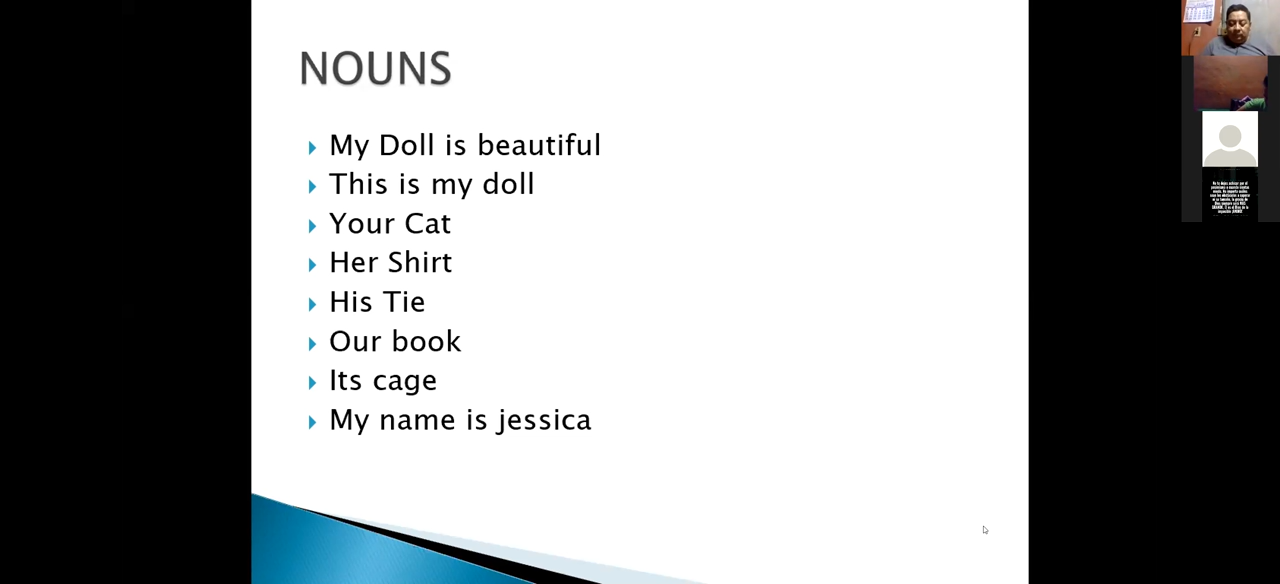 NOUNS
My Doll is beautiful
This is my doll
Your Cat
Her Shirt
His Tie
Our book
Its cage
My name is jessica